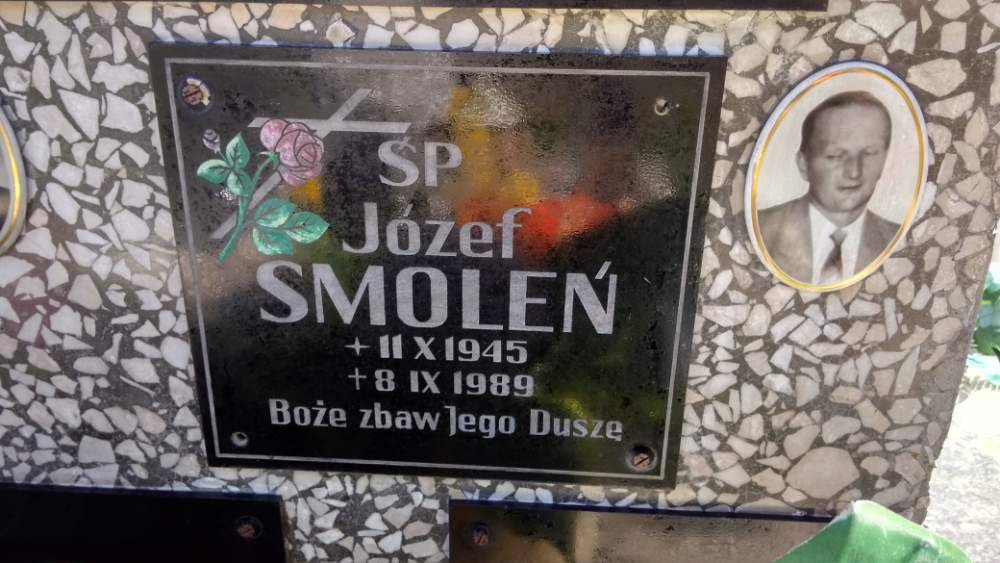 ŚP
Józef
SMOLEŃ
+ 11 X 1945
+ 8 IX 1989
Boże zbaw Jego Duszę